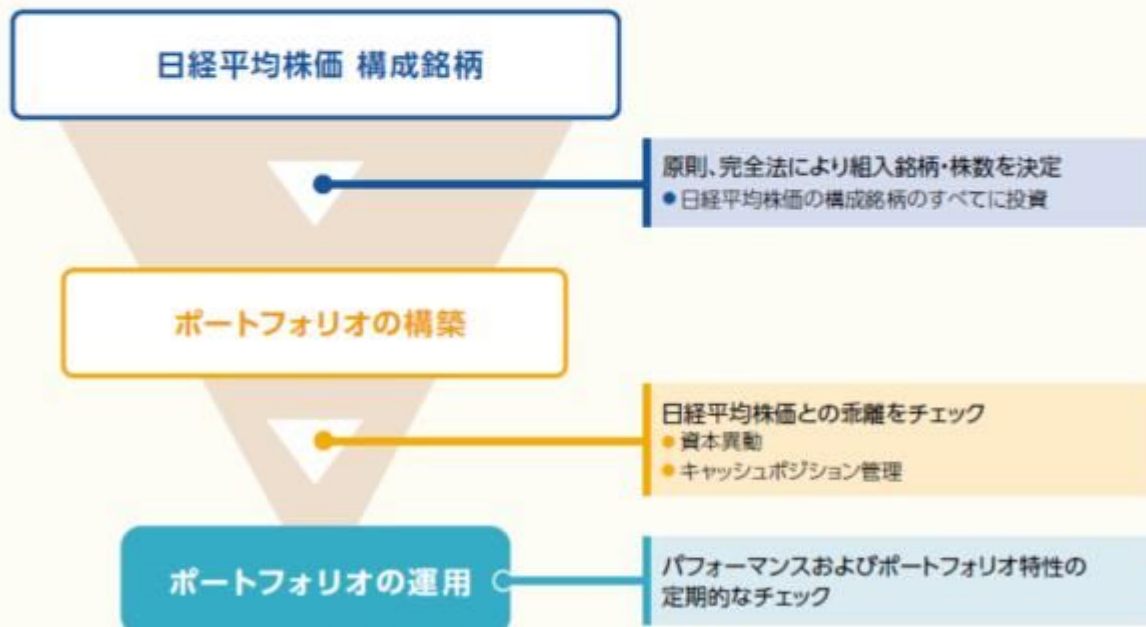 日経平均株価 構成銘柄
原則、完全法により組入銘柄・株数を決定
● 日経平均株価の構成銘柄のすべてに投資
ポートフォリオの構築
日経平均株価との乖離をチェック
● 資本異動
● キャッシュポジション管理
ポートフォリオの運用
パフォーマンスおよびポートフォリオ特性の
定期的なチェック